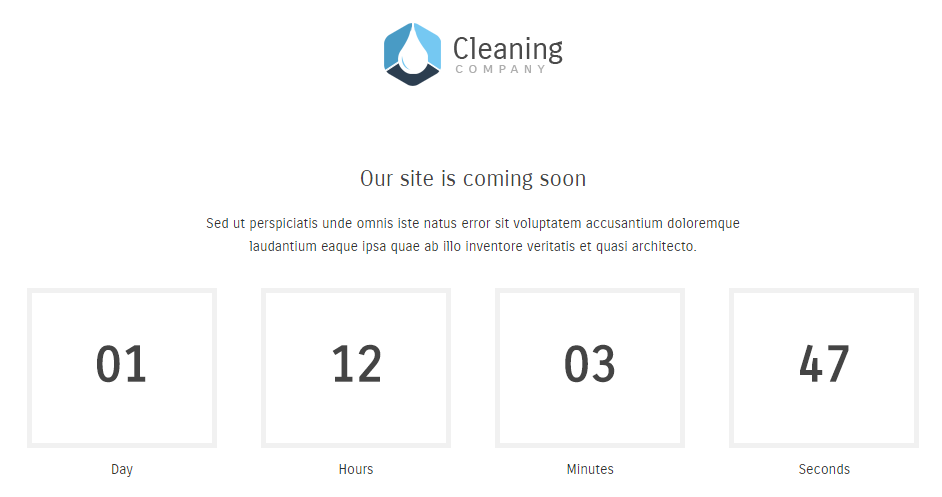 Cleaning
COMPANY
Our site is coming soon
Sed ut perspiciatis unde omnis iste natus error sit voluptatem accusantium doloremque
laudantium eaque ipsa quae ab illo inventore veritatis et quasi architecto.
01 12 03 47
Day Hours Minutes Seconds